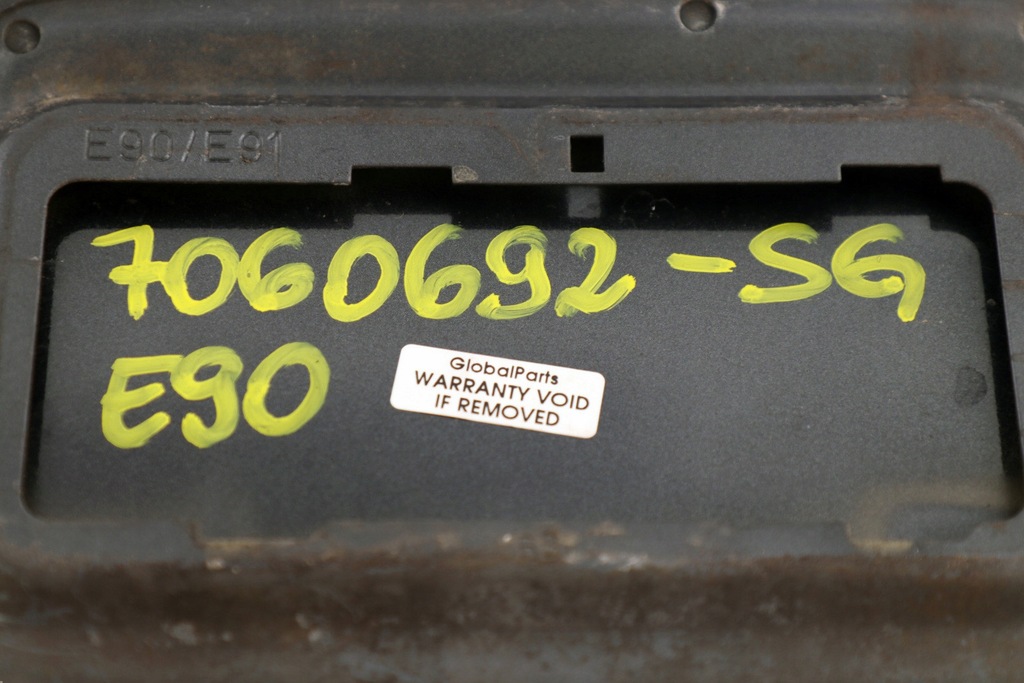 E90/E91
7060692-SG
E90
GlobalParts
WARRANTY VOID
IF REMOVED